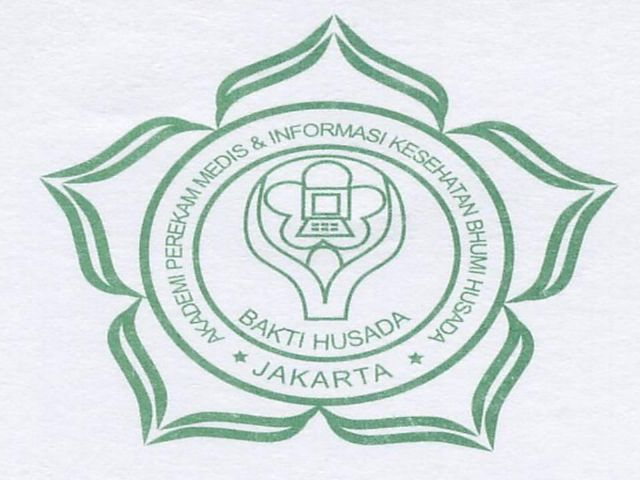 AKADEMI PEREKAM MEDIS & INFORMASI KESEHATAN BHUMI HUSADA
BAKTI HUSADA
JAKARTA